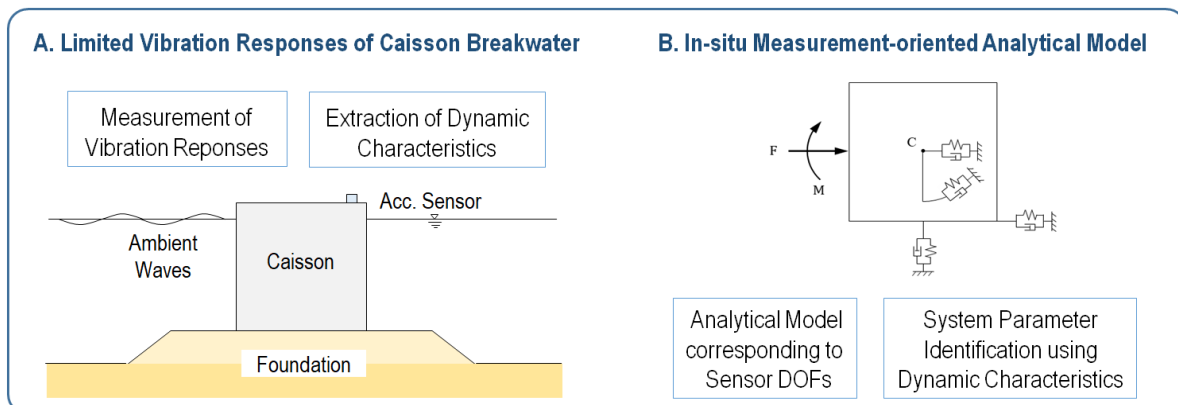 A. Limited Vibration Responses of Caisson Breakwater
Measurement of
Vibration Reponses
Extraction of Dynamic
Characteristics
Acc. Sensor
Ambient
Waves
Caisson
Foundation
B. In-situ Measurement-oriented Analytical Model
F
M
C
Analytical Model
corresponding to
Sensor DOFs
System Parameter
Identification using
Dynamic Characteristics